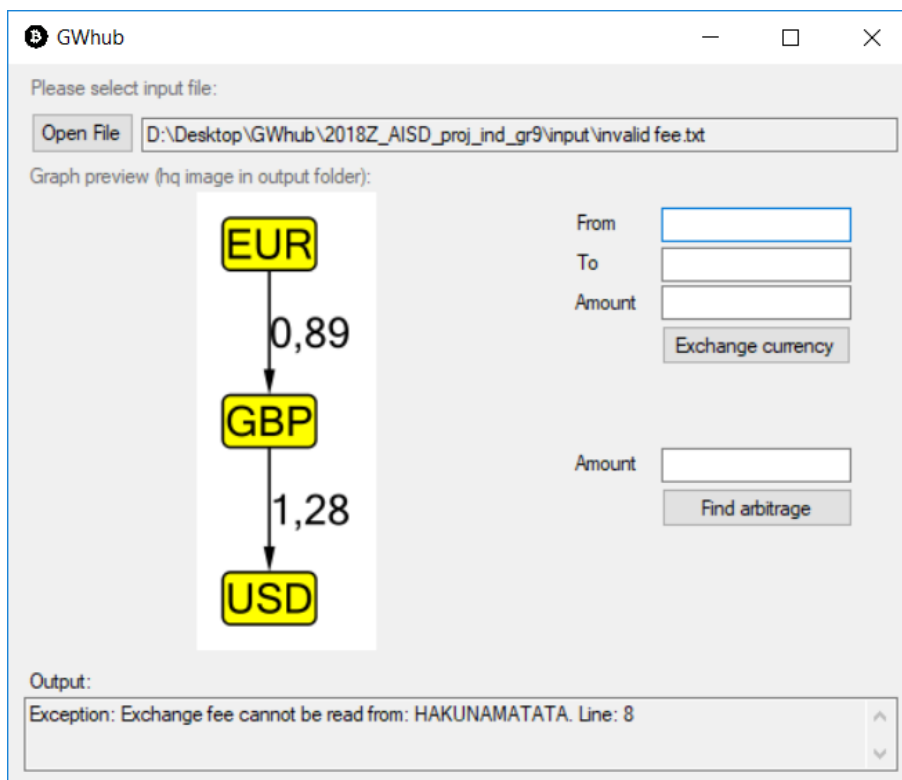 GWhub
Please select input file:
Open File D:\Desktop\GWhub\2018Z_AISD_proj_ind_gr9\input\invalid fee.txt
Graph preview (hq image in output folder):
EUR
0,89
GBP
1,28
USD
From
To
Amount
Exchange currency
Amount
Find arbitrage
Output:
Exception: Exchange fee cannot be read from: HAKUNAMATATA. Line: 8